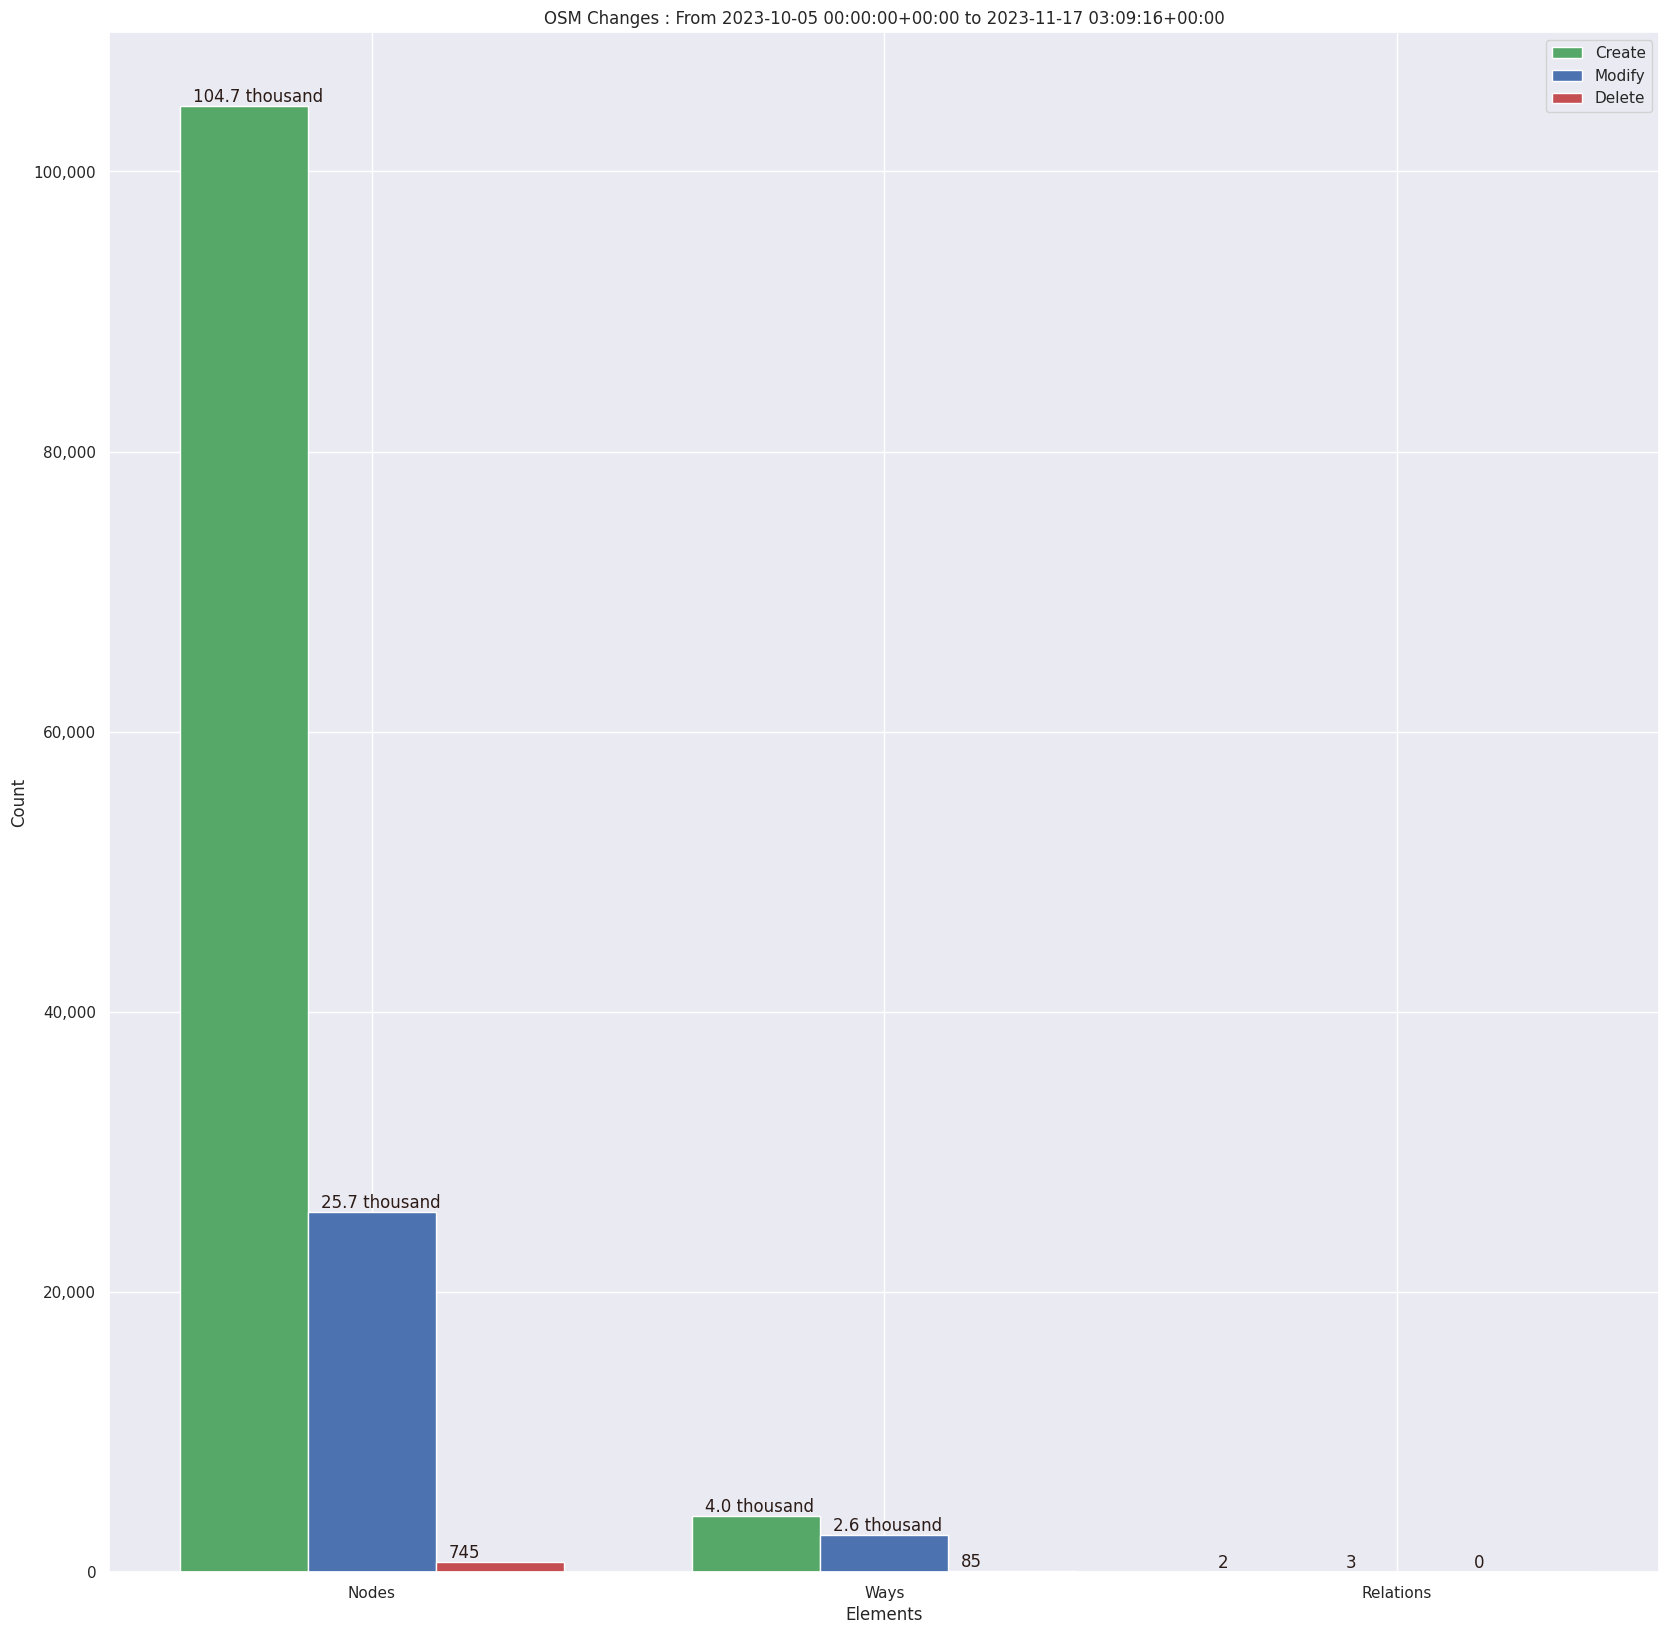 OSM Changes : From 2023-10-05 00:00:00+00:00 to 2023-11-17 03:09:16+00:00
Create
Modify
Delete
104.7 thousand
100,000
80,000
60,000
Count
40,000
25.7 thousand
20,000
4.0 thousand
2.6 thousand
745
85
2
3
0
0
Nodes
Ways
Relations
Elements